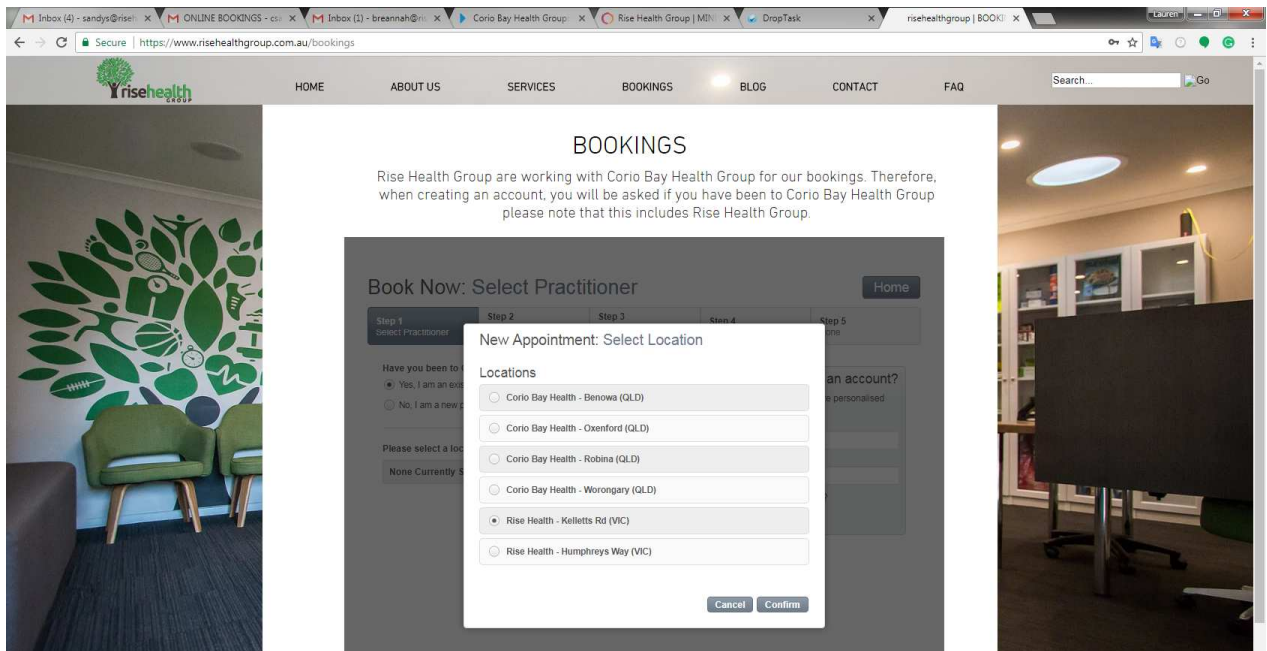 Inbox (4) - sandys@riseh
ONLINE BOOKINGS - csa
Inbox (1) - breannah@ri
Corio Bay Health Group:
Rise Health Group | MIN
DropTask
risehealthgroup | BOOKI
Lauren
Secure | https://www.risehealthgroup.com.au/bookings
risehealth
GROUP
HOME ABOUT US SERVICES BOOKINGS BLOG CONTACT FAQ
Search... Go
BOOKINGS
Rise Health Group are working with Corio Bay Health Group for our bookings. Therefore,
when creating an account, you will be asked if you have been to Corio Bay Health Group
please note that this includes Rise Health Group.
Book Now: Select Practitioner
Home
Step 1 Step 2 Step 3 Step 4 Step 5
Select Practitioner
Have you been to
Yes, I am an exis
No, I am a new p
Please select a loc
None Currently S
an account?
e personalised
New Appointment: Select Location
Locations
Corio Bay Health - Benowa (QLD)
Corio Bay Health - Oxenford (QLD)
Corio Bay Health - Robina (QLD)
Corio Bay Health - Worongary (QLD)
Rise Health - Kelletts Rd (VIC)
Rise Health - Humphreys Way (VIC)
Cancel Confirm